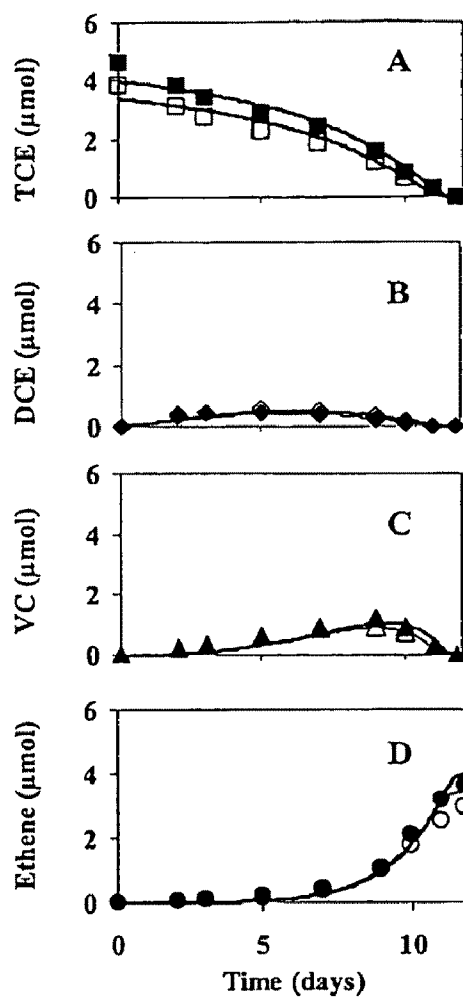 6
4
2
0
TCE (μmol)
A
6
4
2
0
DCE (μmol)
B
6
4
2
0
VC (μmol)
C
6
4
2
0
Ethene (μmol)
D
0 5 10
Time (days)